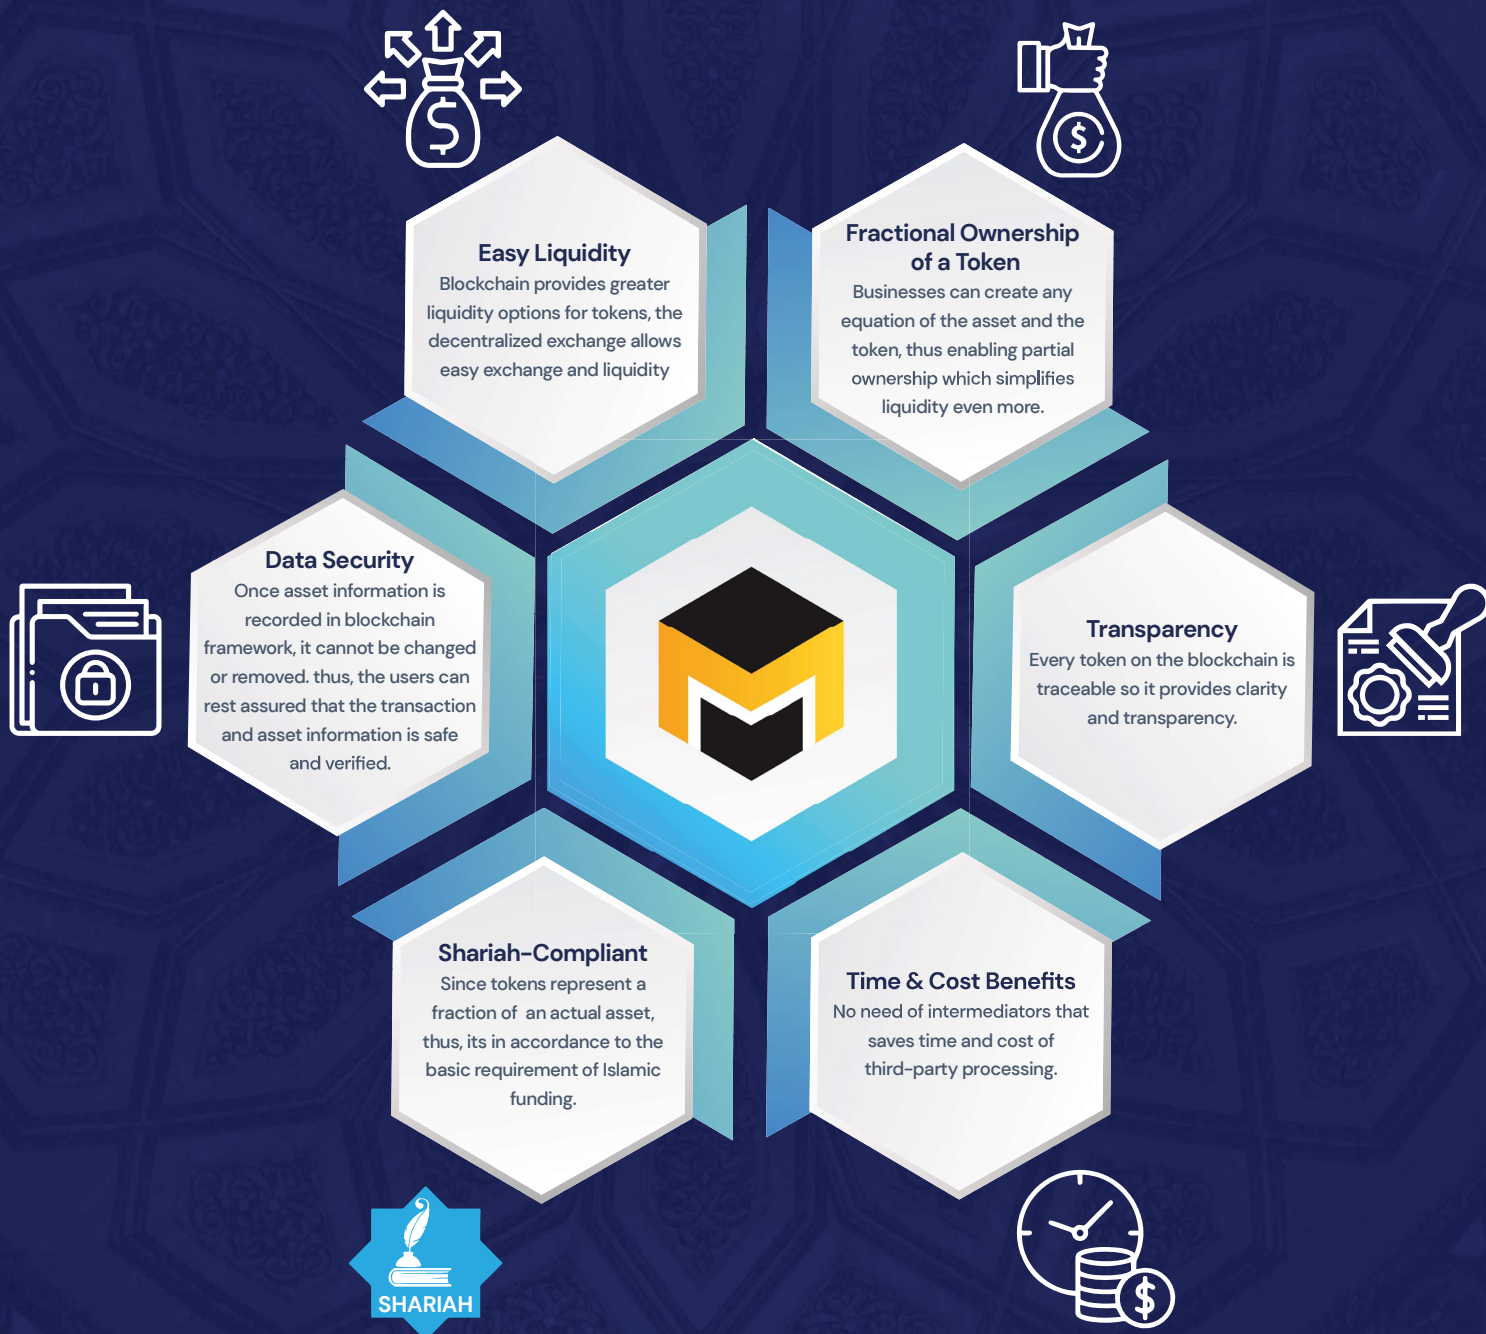 Easy Liquidity
Blockchain provides greater
liquidity options for tokens, the
decentralized exchange allows
easy exchange and liquidity
Fractional Ownership
of a Token
Businesses can create any
equation of the asset and the
token, thus enabling partial
ownership which simplifies
liquidity even more.
Data Security
Once asset information is
recorded in blockchain
framework, it cannot be changed
or removed. thus, the users can
rest assured that the transaction
and asset information is safe
and verified.
Transparency
Every token on the blockchain is
traceable so it provides clarity
and transparency.
Shariah-Compliant
Since tokens represent a
fraction of an actual asset,
thus, its in accordance to the
basic requirement of Islamic
funding.
Time & Cost Benefits
No need of intermediators that
saves time and cost of
third-party processing.
SHARIAH